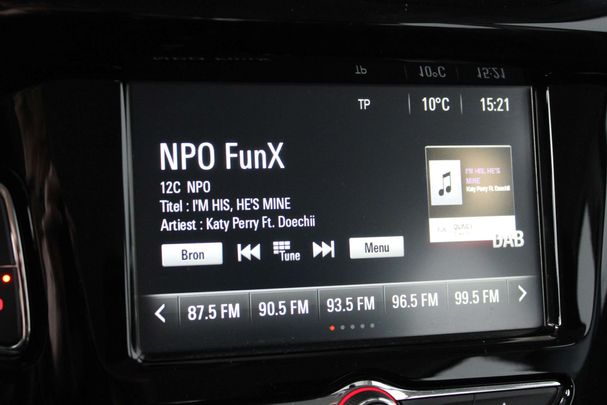 TP 10°C 15:21
NPO FunX
12C NPO
Titel : I'M HIS, HE'S MINE
Artiest : Katy Perry Ft. Doechii
I'M HIS, HE'S
MINE
Katy Perry Ft. Doechii
DAB
Bron Tune Menu
87.5 FM 90.5 FM 93.5 FM 96.5 FM 99.5 FM